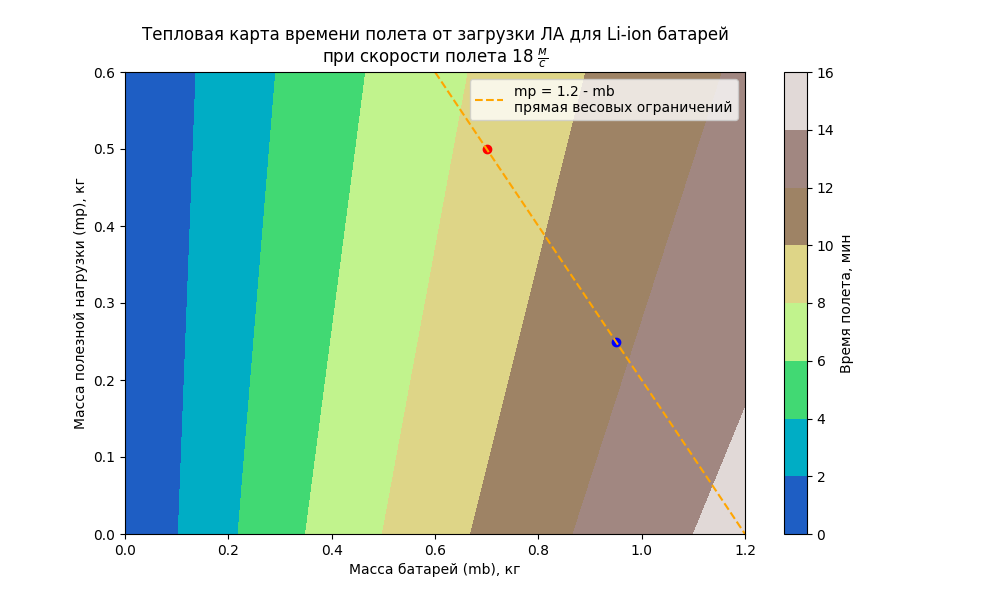 Тепловая карта времени полета от загрузки ЛА для Li-ion батарей
при скорости полета 18 м/с
mp = 1.2 - mb
прямая весовых ограничений
Масса полезной нагрузки (mp), кг
0.6
0.5
0.4
0.3
0.2
0.1
0.0
0.0 0.2 0.4 0.6 0.8 1.0 1.2
Масса батарей (mb), кг
16
14
12
10
8
6
4
2
0
Время полета, мин